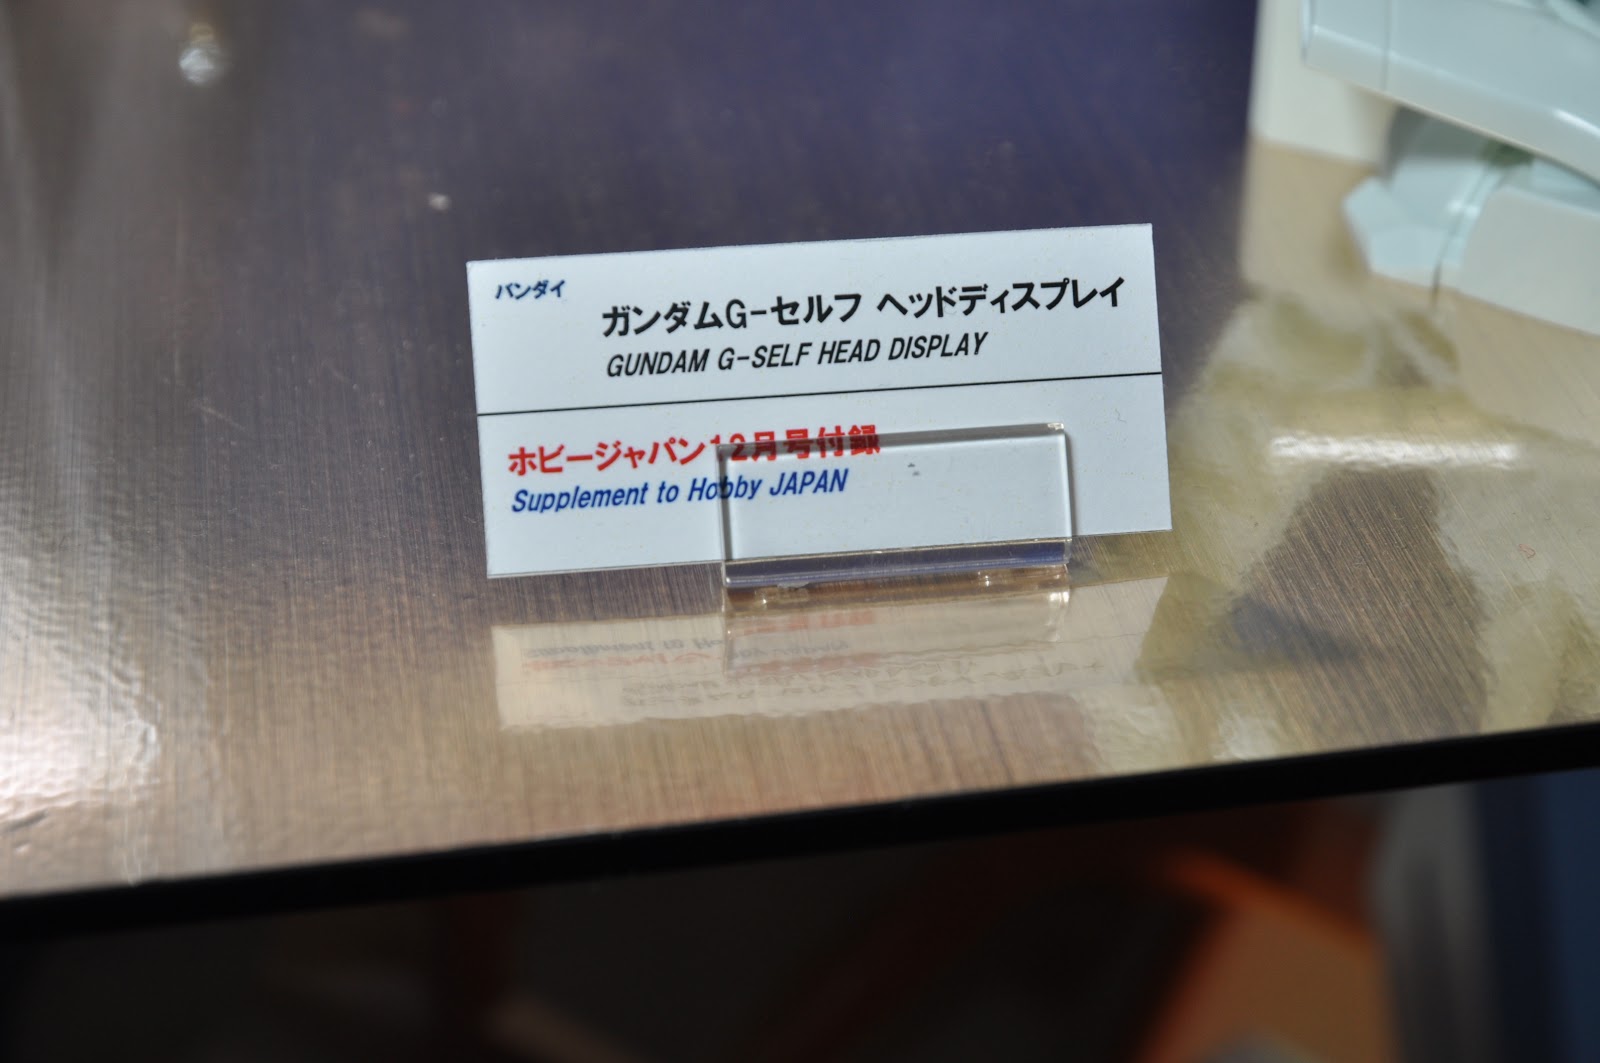 バンダイ
ガンダムG-セルフ ヘッドディスプレイ
GUNDAM G-SELF HEAD DISPLAY
ホビージャパン12月号付録
Supplement to Hobby JAPAN